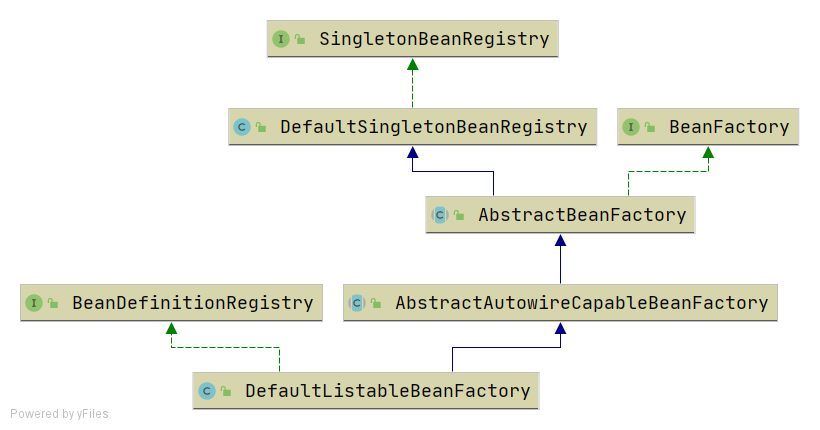 I SingletonBeanRegistry
C DefaultSingletonBeanRegistry
I BeanFactory
C AbstractBeanFactory
I BeanDefinitionRegistry
C AbstractAutowireCapableBeanFactory
C DefaultListableBeanFactory
Powered by yFiles